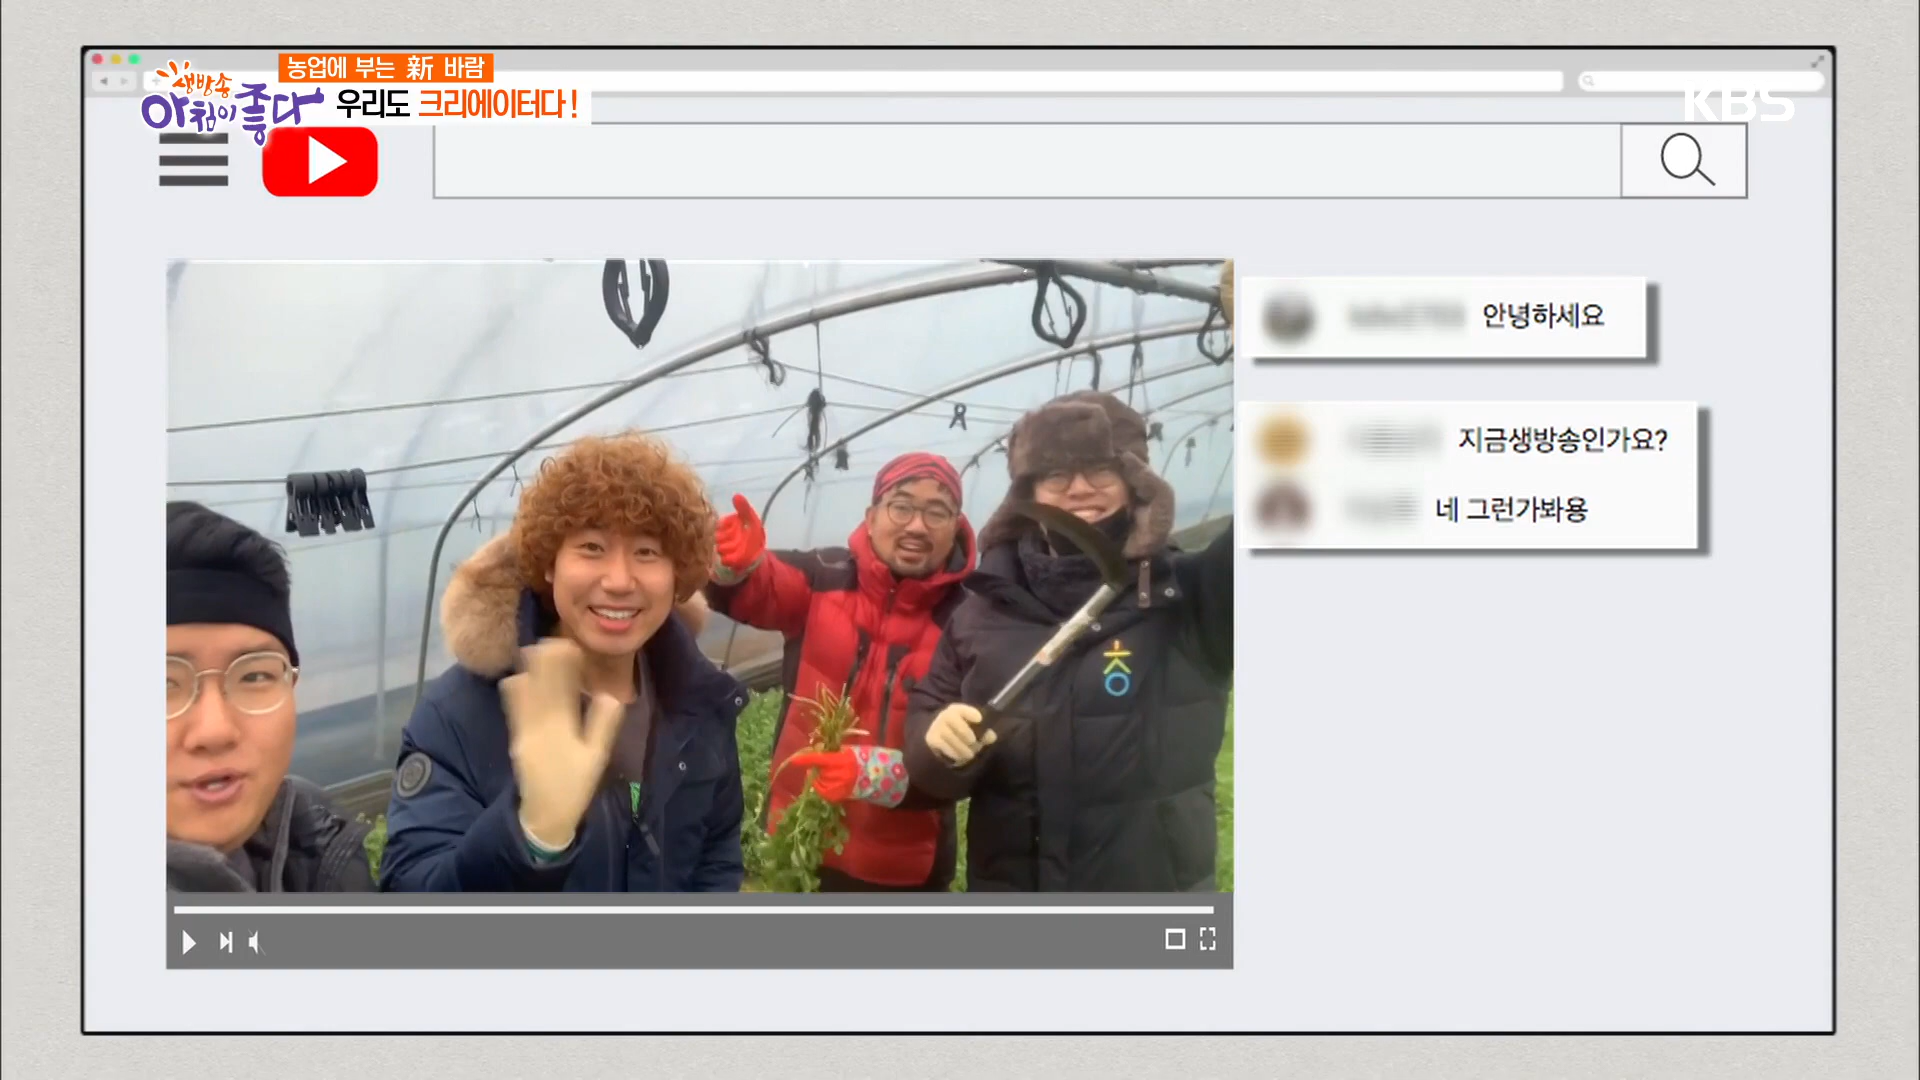 농업에 부는 新 바람
생방송
아침이 좋다
우리도 크리에이터다!
KBS
안녕하세요
지금생방송인가요?
네 그런가봐용